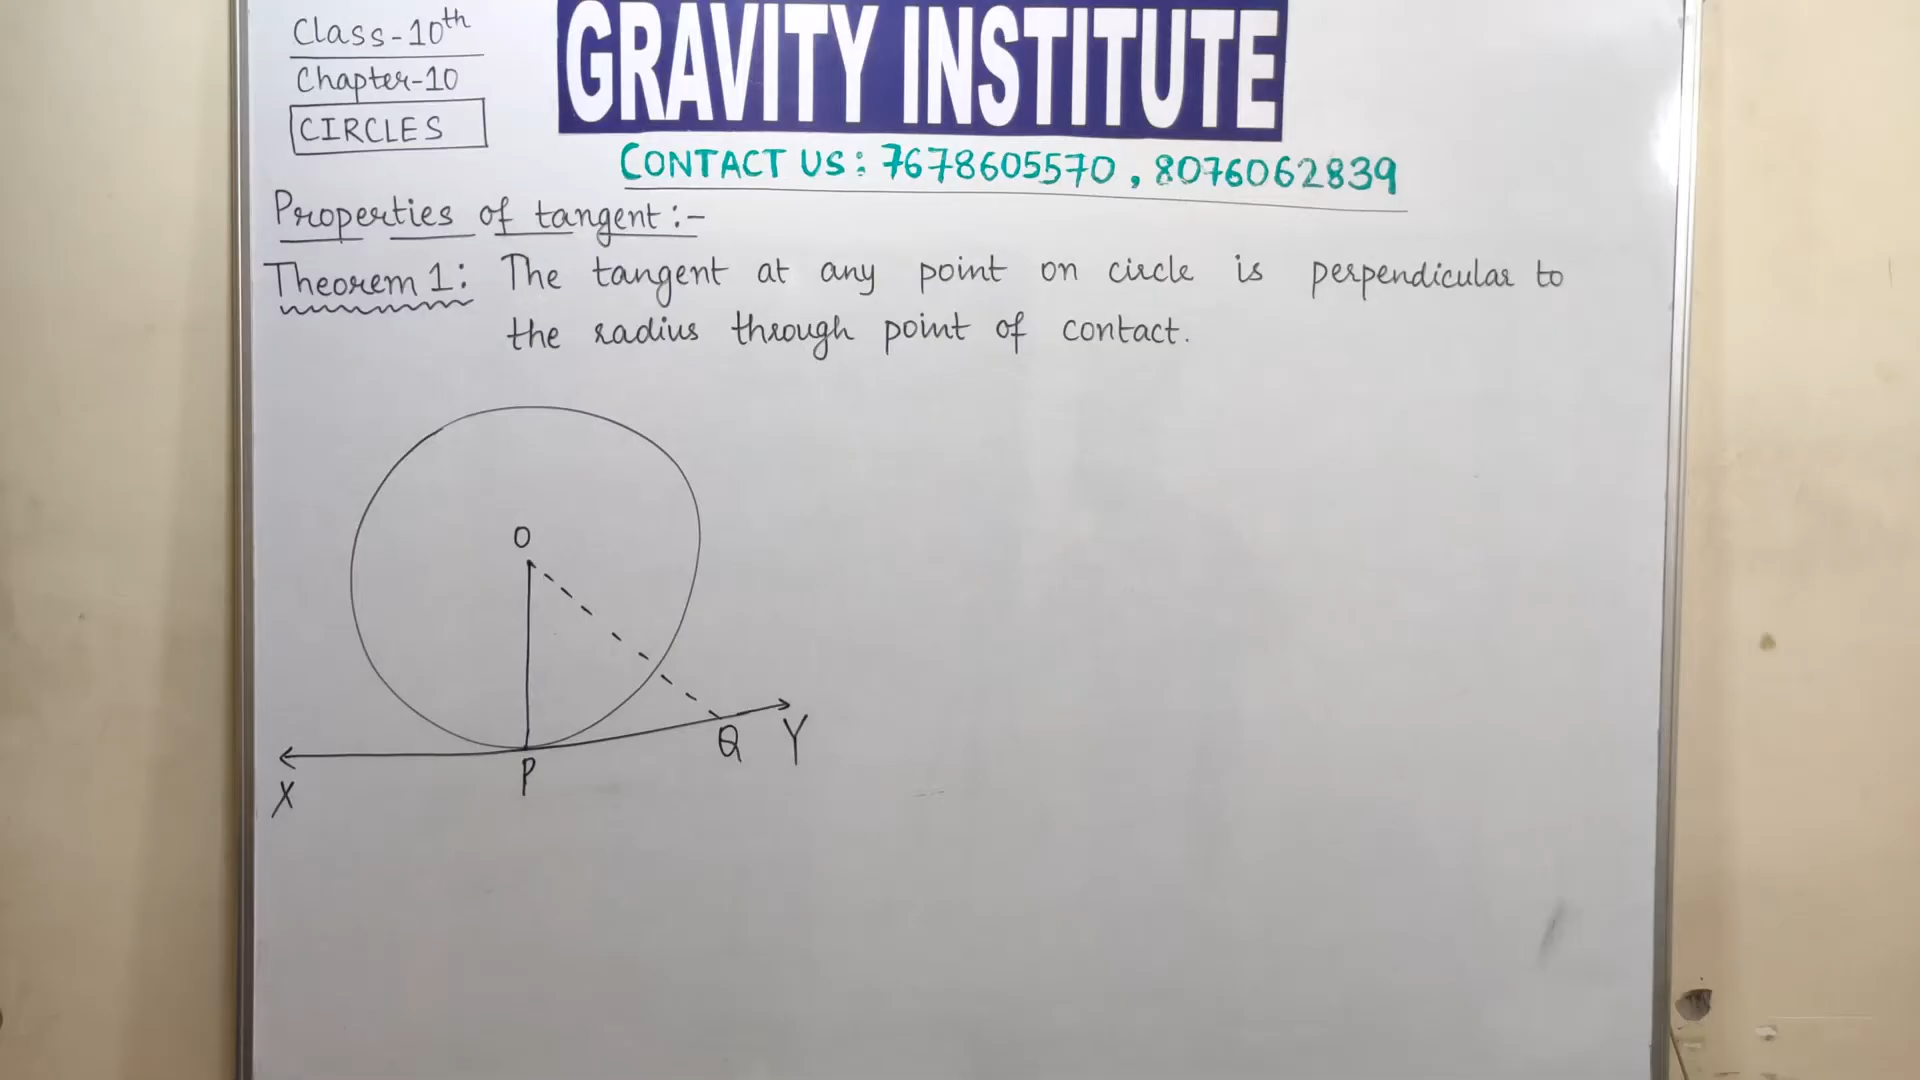 Class-10th
Chapter-10
CIRCLES
GRAVITY INSTITUTE
CONTACT US: 7678605570, 8076062839
Properties of tangent:-
Theorem 1: The tangent at any point on circle is perpendicular to
the radius through point of contact.
O
Q Y
P
X